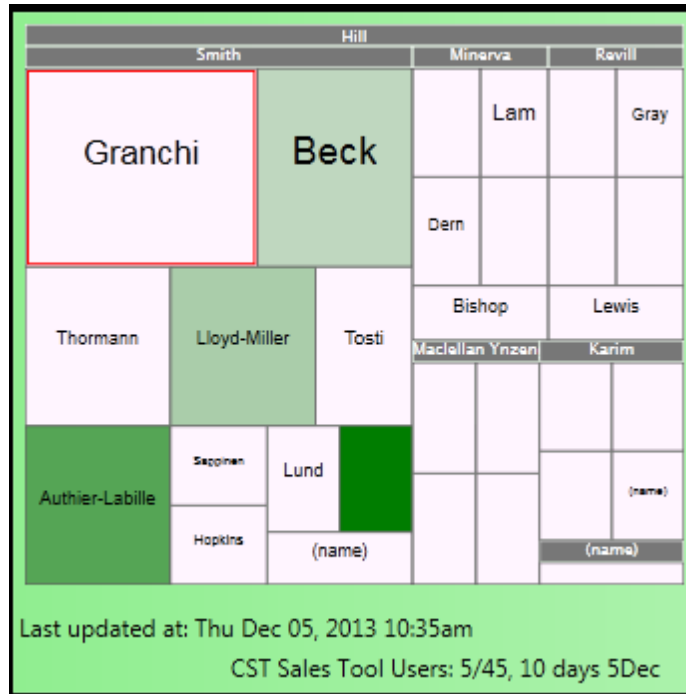 Hill
Smith Minerva Revill
Granchi Beck Lam Gray
Dern
Bishop Lewis
Thormann Lloyd-Miller Tosti
Maclellan Ynzen Karim
Authier-Labille Seppinen Lund (name)
Hopkins (name) (name)
Last updated at: Thu Dec 05, 2013 10:35am
CST Sales Tool Users: 5/45, 10 days 5Dec